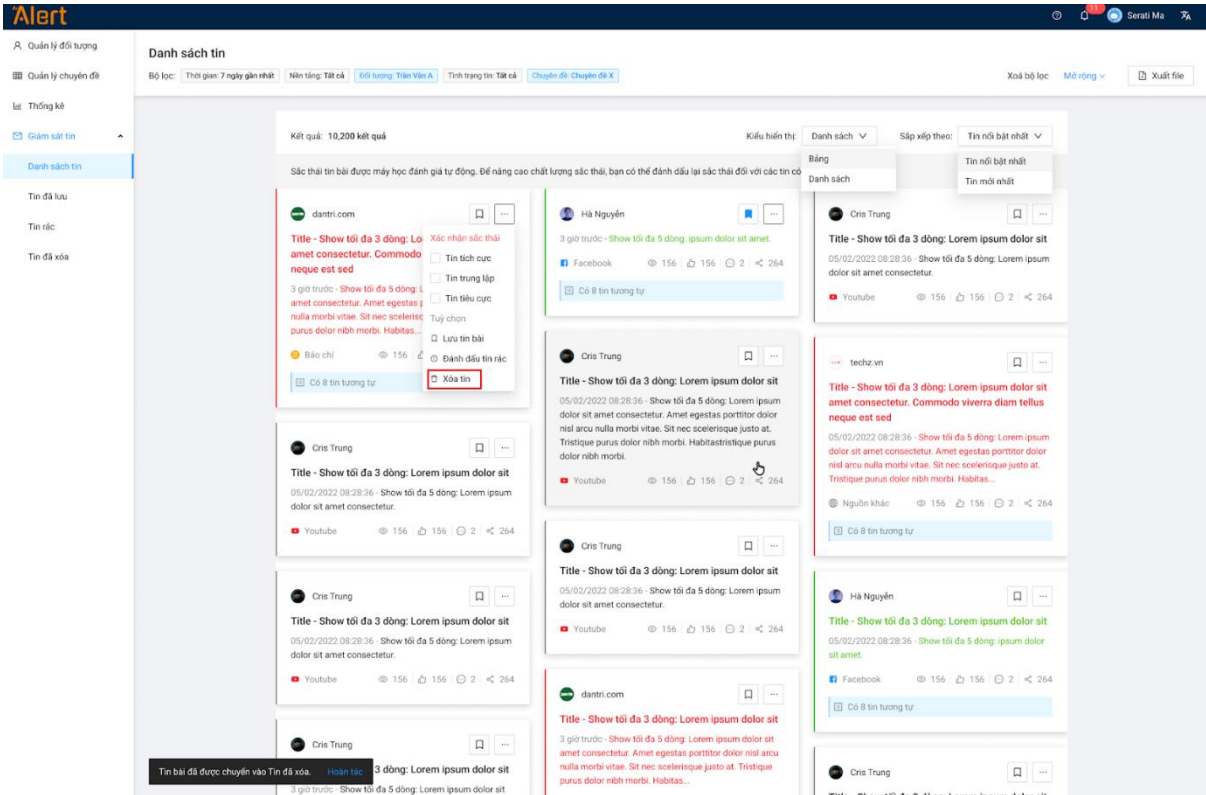 Alert
11
Serati Ma
Quản lý đối tượng
Quản lý chuyên đề
Thống kê
Giám sát tin
Danh sách tin
Tin đã lưu
Tin rác
Tin đã xóa
Danh sách tin
Bộ lọc: Thời gian: 7 ngày gần nhất Nền tảng: Tất cả Đối tượng: Trần Văn A Tình trạng tin: Tất cả Chuyên đề: Chuyên đề X
Xoá bộ lọc Mở rộng Xuất file
Kết quả: 10,200 kết quả
Kiểu hiển thị: Danh sách Sắp xếp theo: Tin nổi bật nhất
Bảng
Danh sách
Tin nổi bật nhất
Tin mới nhất
Sắc thái tin bài được máy học đánh giá tự động. Để nâng cao chất lượng sắc thái, bạn có thể đánh dấu lại sắc thái đối với các tin có
dantri.com
Title - Show tối đa 3 dòng: Lo
amet consectetur. Commodo
neque est sed
3 giờ trước - Show tối đa 5 dòng: L
amet consectetur. Amet egestas p
nulla morbi vitae. Sit nec scelerisq
purus dolor nibh morbi. Habitas...
Báo chí 156
Có 8 tin tương tự
Xác nhận sắc thái
Tin tích cực
Tin trung lập
Tin tiêu cực
Tuỳ chọn
Lưu tin bài
Đánh dấu tin rác
Xóa tin
Cris Trung
Title - Show tối đa 3 dòng: Lorem ipsum dolor sit
05/02/2022 08:28:36 - Show tối đa 5 dòng: Lorem ipsum
dolor sit amet consectetur.
Youtube 156 156 2 264
Cris Trung
Title - Show tối đa 3 dòng: Lorem ipsum dolor sit
05/02/2022 08:28:36 - Show tối đa 5 dòng: Lorem ipsum
dolor sit amet consectetur.
Youtube 156 156 2 264
Cris Trung
3 dòng: Lorem ipsum dolor sit
3 giờ trước - Show tối đa 5 dòng: Lorem ipsum dolor sit
Tin bài đã được chuyển vào Tin đã xóa. Hoàn tác
Hà Nguyễn
3 giờ trước - Show tối đa 5 dòng: ipsum dolor sit amet.
Facebook 156 156 2 264
Có 8 tin tương tự
Cris Trung
Title - Show tối đa 3 dòng: Lorem ipsum dolor sit
05/02/2022 08:28:36 - Show tối đa 5 dòng: Lorem ipsum
dolor sit amet consectetur. Amet egestas porttitor dolor
nisl arcu nulla morbi vitae. Sit nec scelerisque justo at.
Tristique purus dolor nibh morbi. Habitastristique purus
dolor nibh morbi.
Youtube 156 156 2 264
Cris Trung
Title - Show tối đa 3 dòng: Lorem ipsum dolor sit
05/02/2022 08:28:36 - Show tối đa 5 dòng: Lorem ipsum
dolor sit amet consectetur.
Youtube 156 156 2 264
dantri.com
Title - Show tối đa 3 dòng: Lorem ipsum dolor sit
3 giờ trước - Show tối đa 5 dòng: Lorem ipsum dolor sit
amet consectetur. Amet egestas porttitor dolor nisl arcu
nulla morbi vitae. Sit nec scelerisque justo at. Tristique
purus dolor nibh morbi. Habitas...
Cris Trung
Title - Show tối đa 3 dòng: Lorem ipsum dolor sit
05/02/2022 08:28:36 - Show tối đa 5 dòng: Lorem ipsum
dolor sit amet consectetur.
Youtube 156 156 2 264
techz.vn
Title - Show tối đa 3 dòng: Lorem ipsum dolor sit
amet consectetur. Commodo viverra diam tellus
neque est sed
05/02/2022 08:28:36 - Show tối đa 5 dòng: Lorem ipsum
dolor sit amet consectetur. Amet egestas porttitor dolor
nisl arcu nulla morbi vitae. Sit nec scelerisque justo at.
Tristique purus dolor nibh morbi. Habitas...
Nguồn khác 156 156 2 264
Có 8 tin tương tự
Hà Nguyễn
Title - Show tối đa 3 dòng: Lorem ipsum dolor sit
05/02/2022 08:28:36 - Show tối đa 5 dòng: ipsum dolor
sit amet.
Facebook 156 156 2 264
Có 8 tin tương tự
Cris Trung